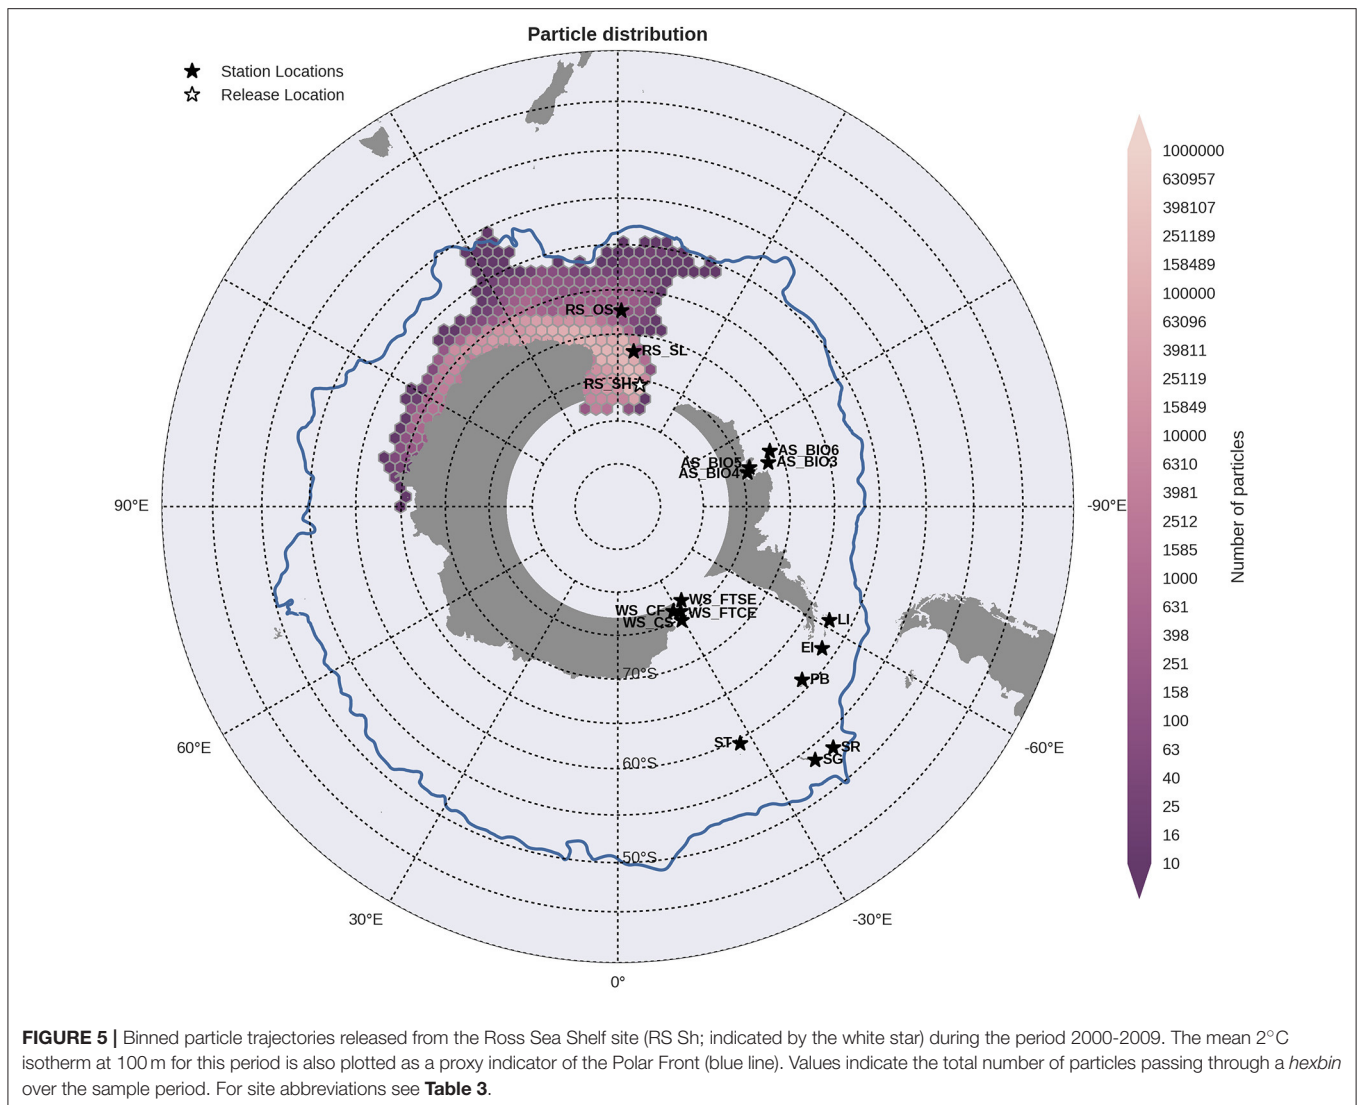 Particle distribution
Station Locations
Release Location
RS_OS
RS_SL
RS_SH
AS_BIO6
AS_BIO5
AS_BIO3
AS_BIO4
90°E
-90°E
WS_FTSE
WS_CF
WS_FTCE
WS_CS
LI
EI
70°S
PB
ST
SR
SG
60°S
60°E
-60°E
50°S
30°E
-30°E
0°
1000000
630957
398107
251189
158489
100000
63096
39811
25119
15849
10000
6310
3981
2512
1585
1000
631
398
251
158
100
63
40
25
16
10
Number of particles
FIGURE 5 | Binned particle trajectories released from the Ross Sea Shelf site (RS Sh; indicated by the white star) during the period 2000-2009. The mean 2°C
isotherm at 100 m for this period is also plotted as a proxy indicator of the Polar Front (blue line). Values indicate the total number of particles passing through a hexbin
over the sample period. For site abbreviations see Table 3.